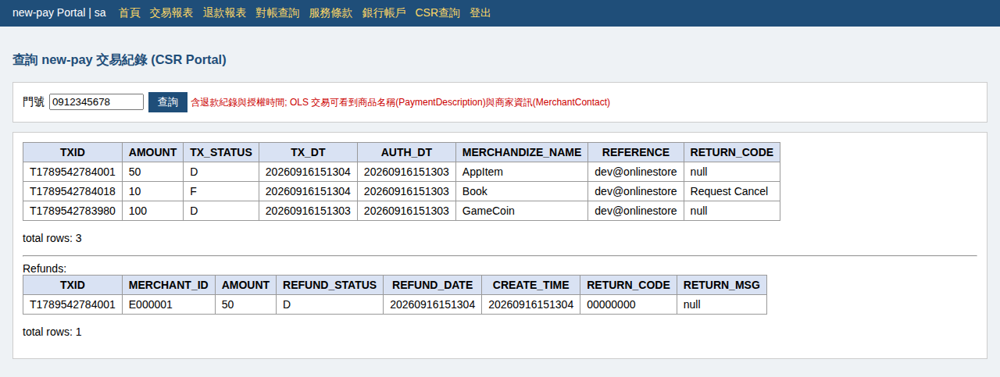 new-pay Portal | sa 首頁 交易報表 退款報表 對帳查詢 服務條款 銀行帳戶 CSR查詢 登出
查詢 new-pay 交易紀錄 (CSR Portal)
門號 0912345678 查詢 含退款紀錄與授權時間; OLS 交易可看到商品名稱(PaymentDescription)與商家資訊(MerchantContact)
TXID AMOUNT TX_STATUS TX_DT AUTH_DT MERCHANDIZE_NAME REFERENCE RETURN_CODE
T1789542784001 50 D 20260916151304 20260916151303 AppItem dev@onlinestore null
T1789542784018 10 F 20260916151304 20260916151303 Book dev@onlinestore Request Cancel
T1789542783980 100 D 20260916151303 20260916151303 GameCoin dev@onlinestore null
total rows: 3
Refunds:
TXID MERCHANT_ID AMOUNT REFUND_STATUS REFUND_DATE CREATE_TIME RETURN_CODE RETURN_MSG
T1789542784001 E000001 50 D 20260916151304 20260916151304 00000000 null
total rows: 1